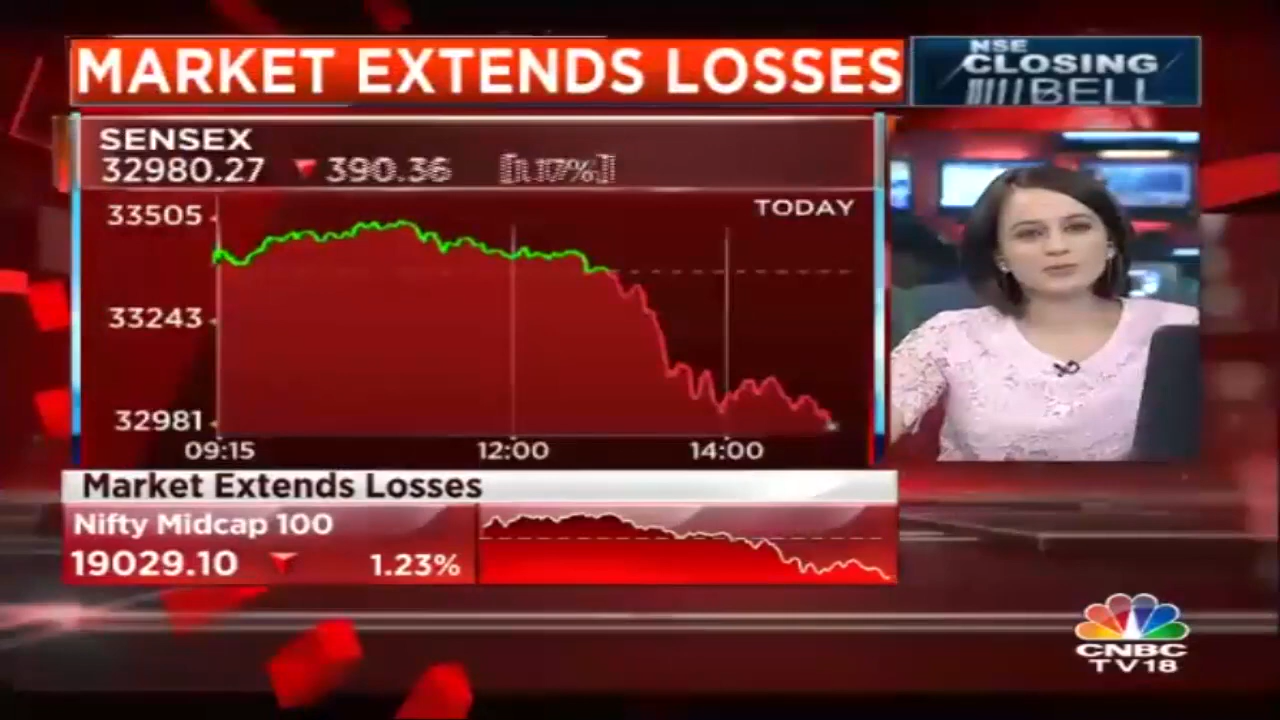 MARKET EXTENDS LOSSES
NSE
CLOSING
BELL
SENSEX
32980.27 ▼ 390.36 [1.17%]
TODAY
33505
33243
32981
09:15 12:00 14:00
Market Extends Losses
Nifty Midcap 100
19029.10 ▼ 1.23%
CNBC
TV18